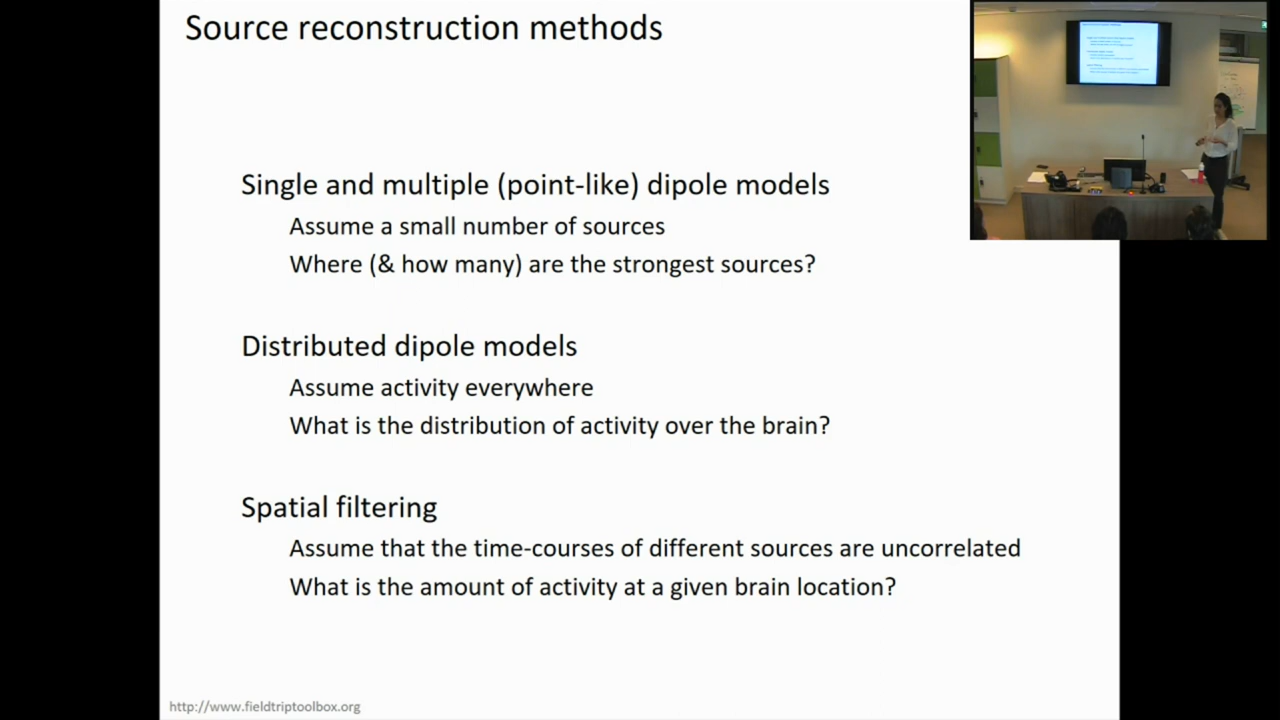 Source reconstruction methods
Single and multiple (point-like) dipole models
Assume a small number of sources
Where (& how many) are the strongest sources?
Distributed dipole models
Assume activity everywhere
What is the distribution of activity over the brain?
Spatial filtering
Assume that the time-courses of different sources are uncorrelated
What is the amount of activity at a given brain location?
http://www.fieldtriptoolbox.org